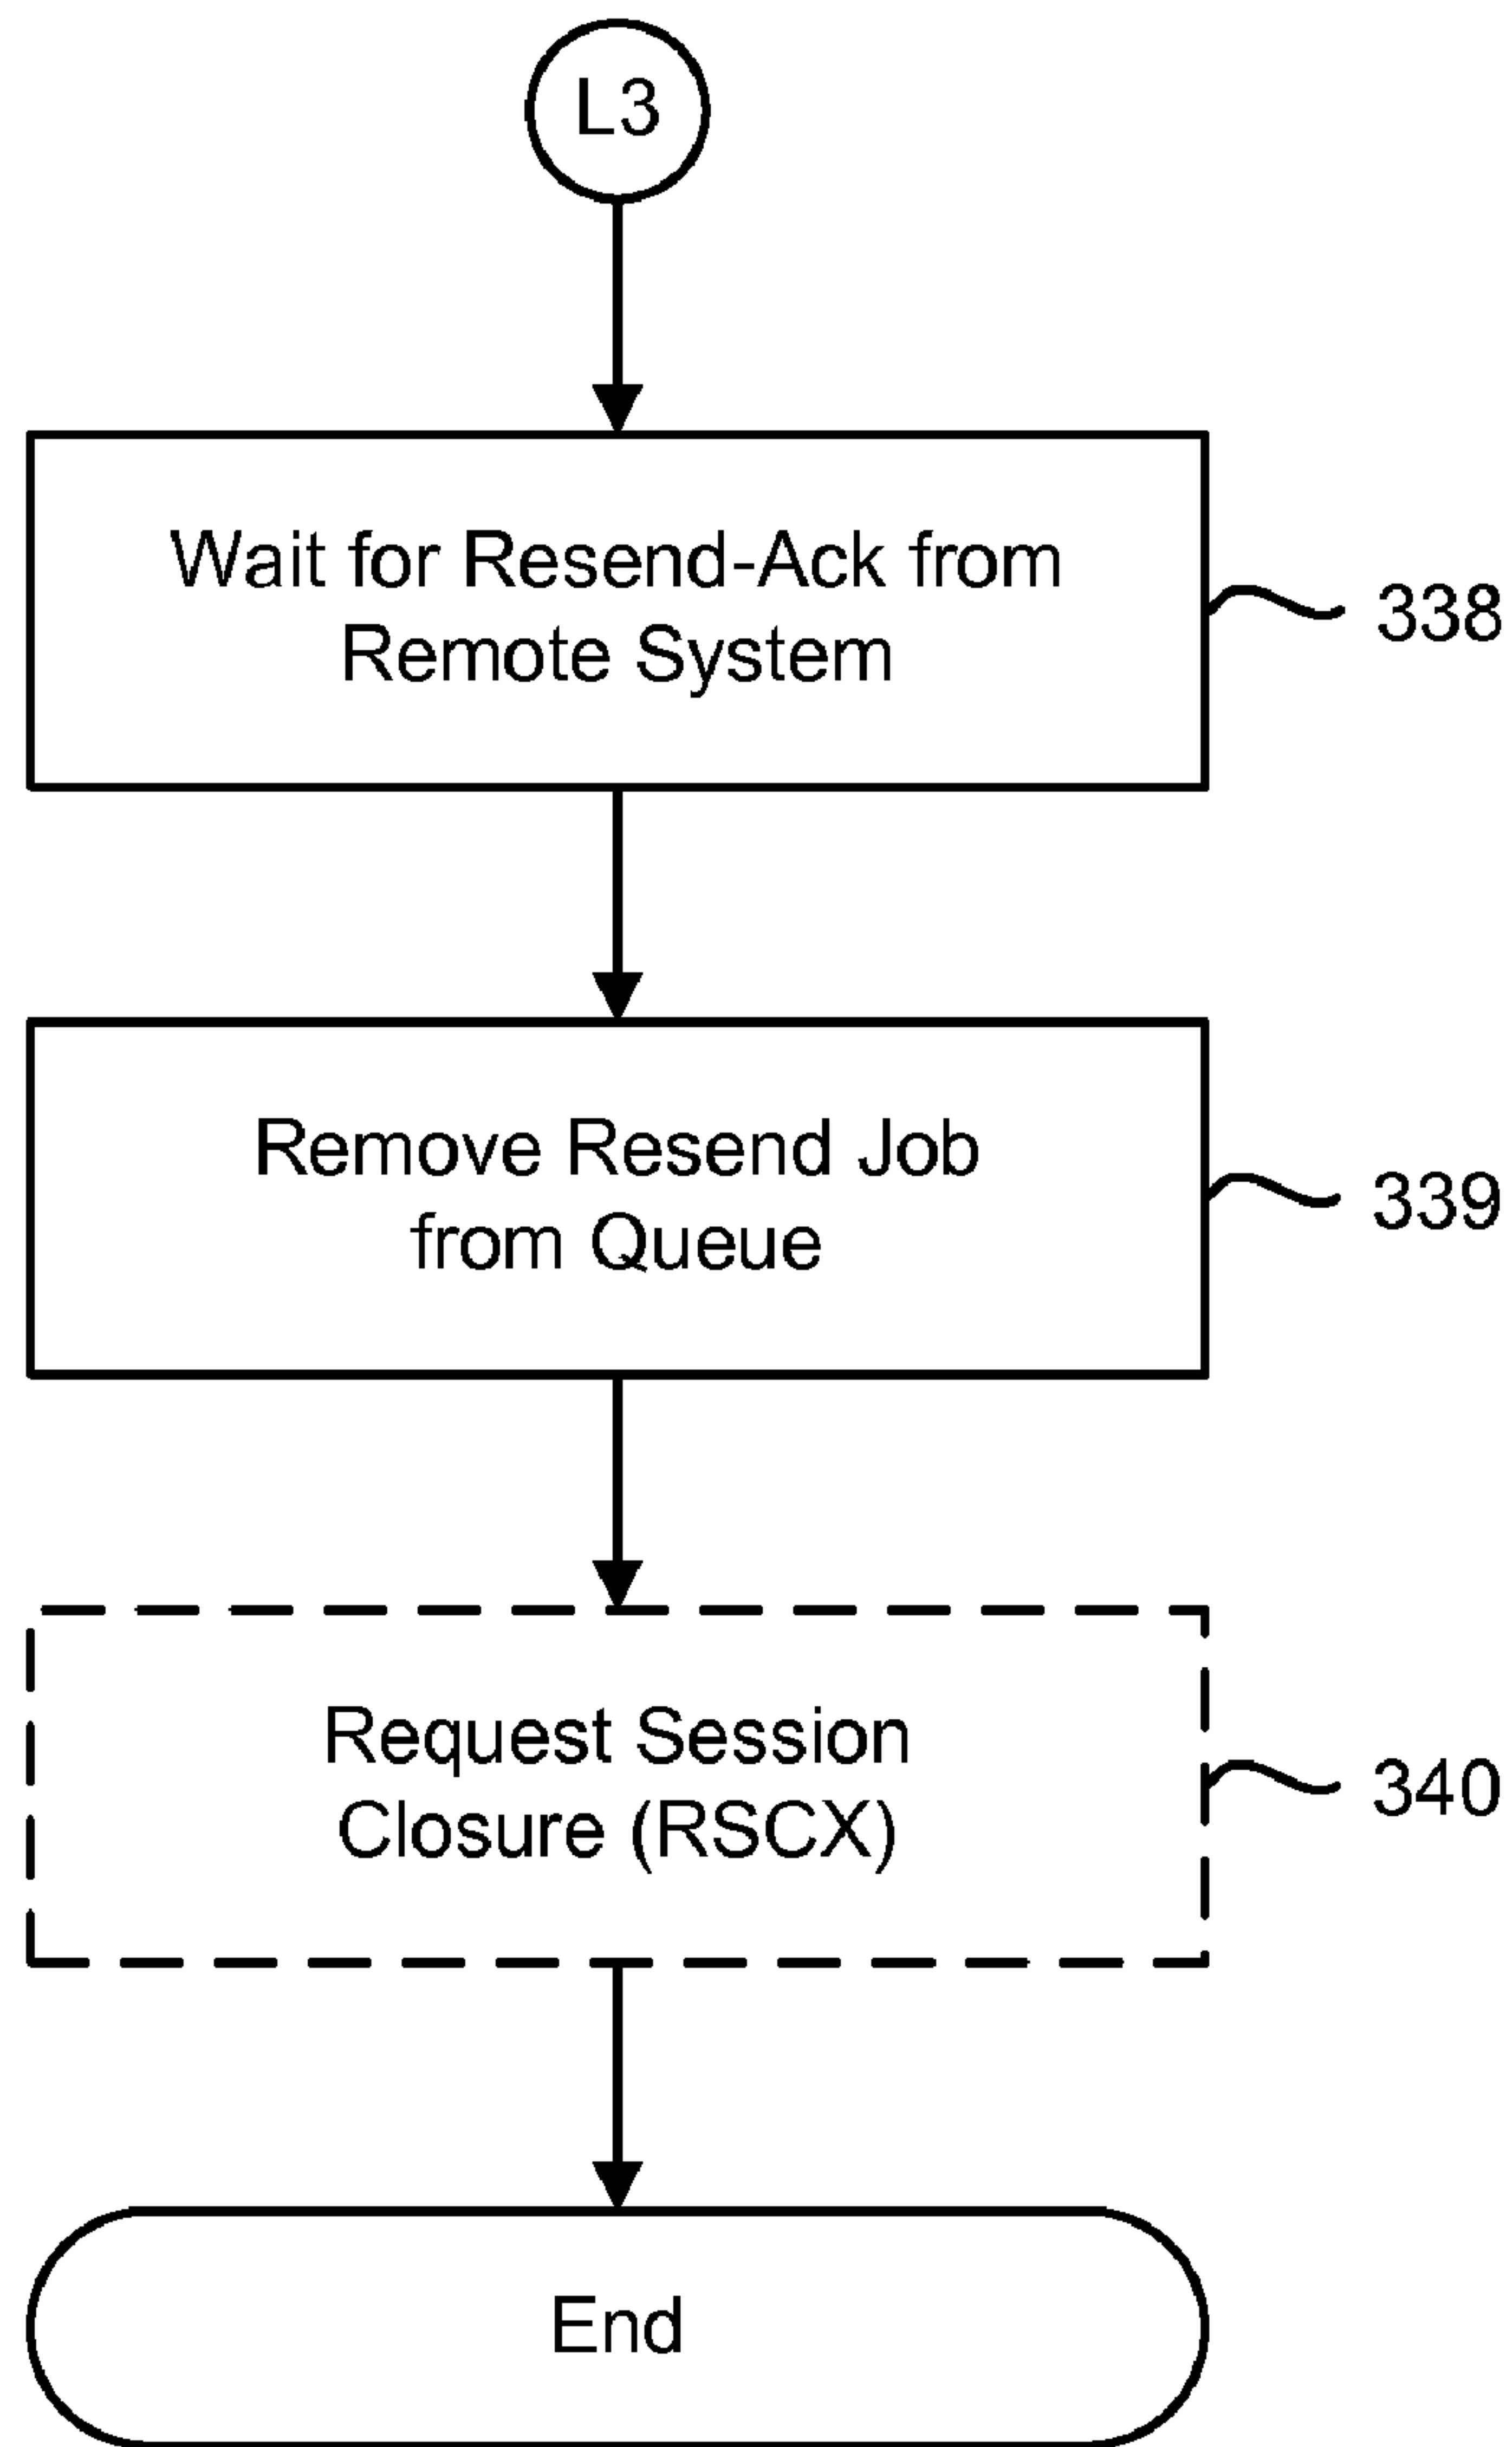 L3
Wait for Resend-Ack from
Remote System
338
Remove Resend Job
from Queue
339
Request Session
Closure (RSCX)
340
End